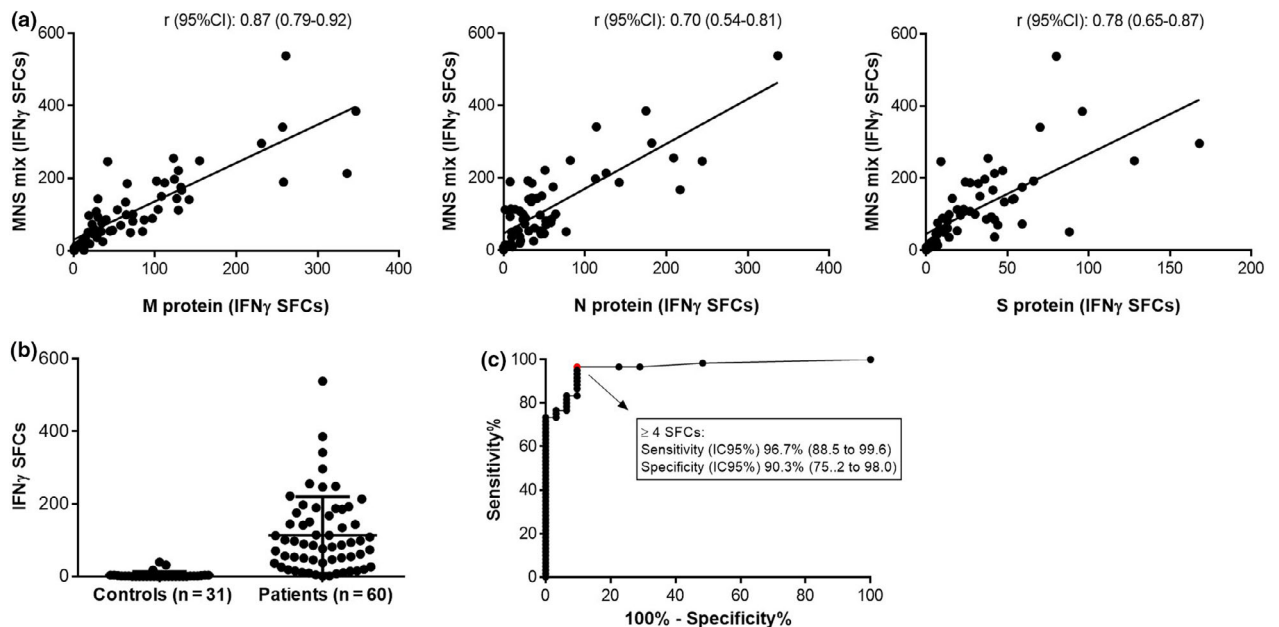 (a)
r (95%CI): 0.87 (0.79-0.92)
MNS mix (IFNγ SFCs)
600
400
200
0
0 100 200 300 400
M protein (IFNγ SFCs)
r (95%CI): 0.70 (0.54-0.81)
MNS mix (IFNγ SFCs)
600
400
200
0
0 100 200 300 400
N protein (IFNγ SFCs)
r (95%CI): 0.78 (0.65-0.87)
MNS mix (IFNγ SFCs)
600
400
200
0
0 50 100 150 200
S protein (IFNγ SFCs)
(b)
IFNγ SFCs
600
400
200
0
Controls (n = 31) Patients (n = 60)
(c)
Sensitivity%
100
80
60
40
20
0
≥ 4 SFCs:
Sensitivity (IC95%) 96.7% (88.5 to 99.6)
Specificity (IC95%) 90.3% (75..2 to 98.0)
0 20 40 60 80 100
100% - Specificity%